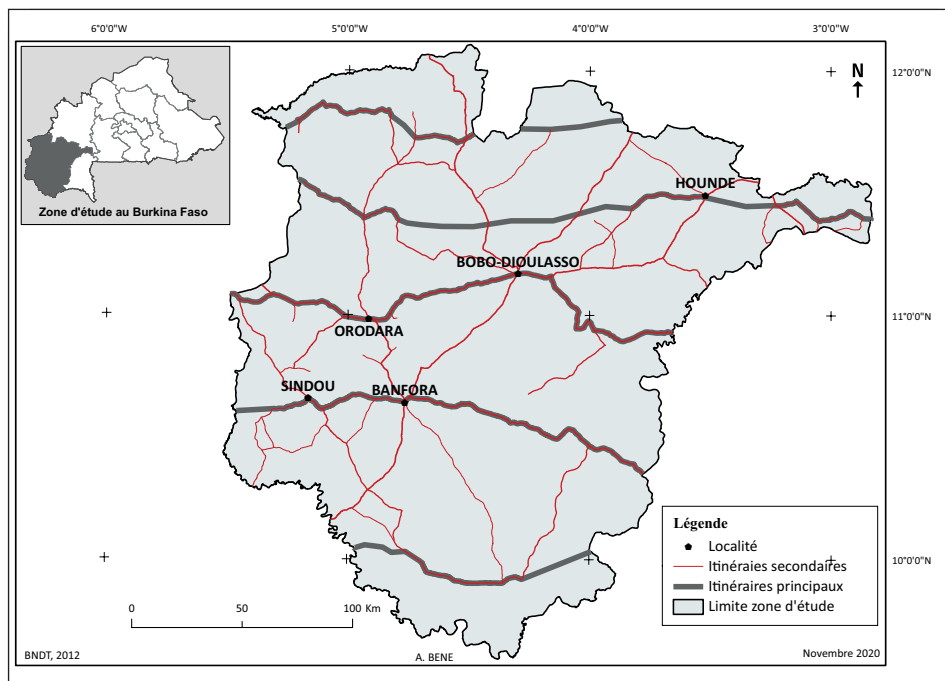 6°0'0"W 5°0'0"W 4°0'0"W 3°0'0"W
12°0'0"N
N
Zone d'étude au Burkina Faso
HOUNDE
BOBO-DIOULASSO
11°0'0"N
ORODARA
SINDOU
BANFORA
Légende
Localité
Itinéraies secondaires
Itinéraires principaux
Limite zone d'étude
10°0'0"N
0 50 100 Km
BNDT, 2012
A. BENE
Novembre 2020